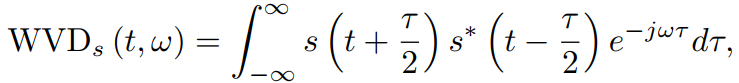 WVD_s (t, ω) = ∫_{-∞}^{∞} s (t + τ/2) s* (t − τ/2) e^{−jωτ} dτ,